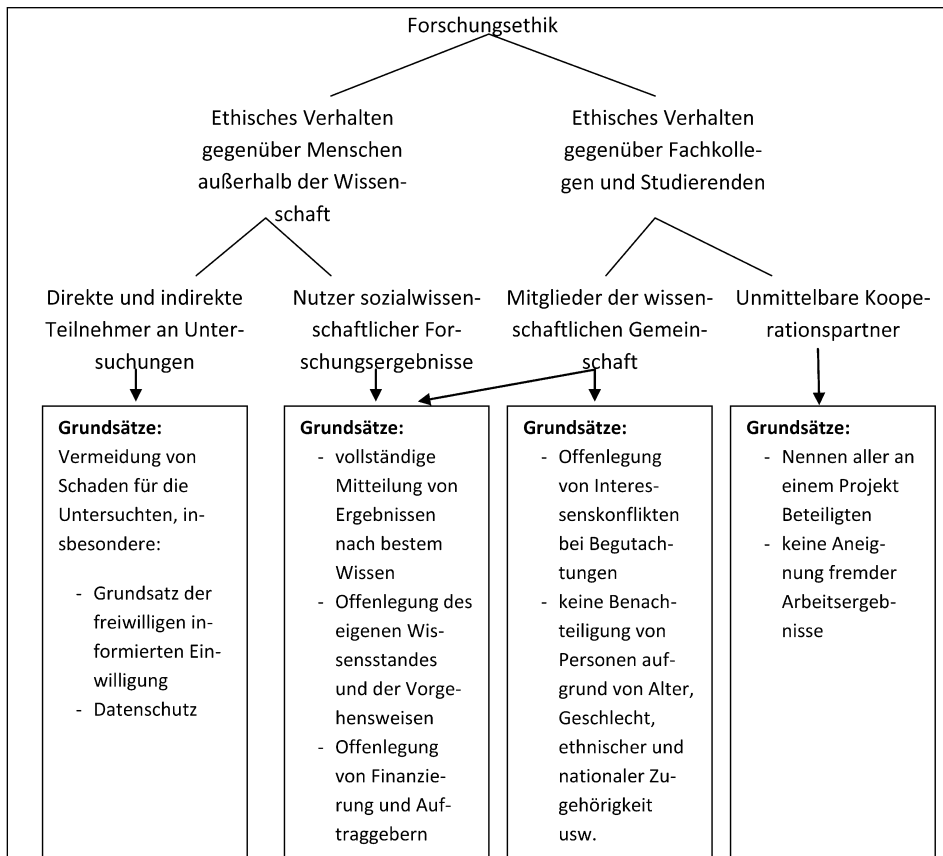 Forschungsethik
Ethisches Verhalten
gegenüber Menschen
außerhalb der Wissen-
schaft
Ethisches Verhalten
gegenüber Fachkolle-
gen und Studierenden
Direkte und indirekte
Teilnehmer an Unter-
suchungen
Nutzer sozialwissen-
schaftlicher For-
schungsergebnisse
Mitglieder der wissen-
schaftlichen Gemein-
schaft
Unmittelbare Koope-
rationspartner
Grundsätze:
Vermeidung von
Schaden für die
Untersuchten, in-
sbesondere:
- Grundsatz der
freiwilligen in-
formierten Ein-
willigung
- Datenschutz
Grundsätze:
- vollständige
Mitteilung von
Ergebnissen
nach bestem
Wissen
- Offenlegung des
eigenen Wis-
sensstandes
und der Vorge-
hensweisen
- Offenlegung
von Finanzie-
rung und Auf-
traggebern
Grundsätze:
- Offenlegung
von Interes-
senskonflikten
bei Begutach-
tungen
- keine Benach-
teiligung von
Personen auf-
grund von Alter,
Geschlecht,
ethnischer und
nationaler Zu-
gehörigkeit
usw.
Grundsätze:
- Nennen aller an
einem Projekt
Beteiligten
- keine Aneig-
nung fremder
Arbeitsergeb-
nisse